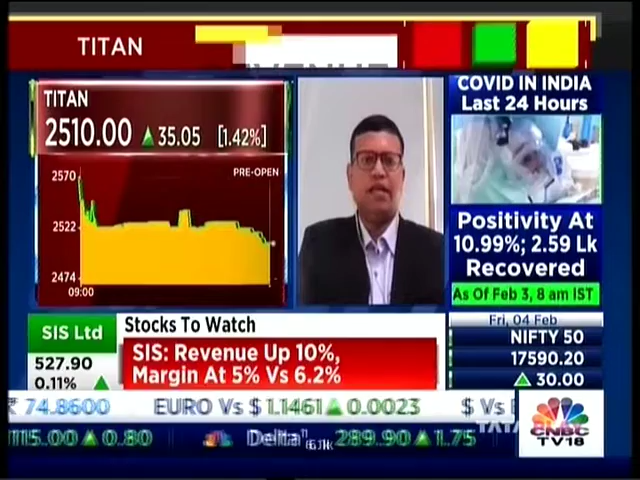 TITAN
TITAN
2510.00 ▲ 35.05 [1.42%]
PRE-OPEN
2570
2522
2474
09:00
COVID IN INDIA
Last 24 Hours
Positivity At
10.99%; 2.59 Lk
Recovered
As Of Feb 3, 8 am IST
SIS Ltd
527.90
0.11% ▲
Stocks To Watch
SIS: Revenue Up 10%,
Margin At 5% Vs 6.2%
Fri, 04 Feb
NIFTY 50
17590.20
▲ 30.00
₹ 74.8600 EURO Vs $ 1.1461 ▲ 0.0023 $ Vs
115.00 ▲ 0.80 Delta 289.90 ▲ 1.75
CNBC
TV18